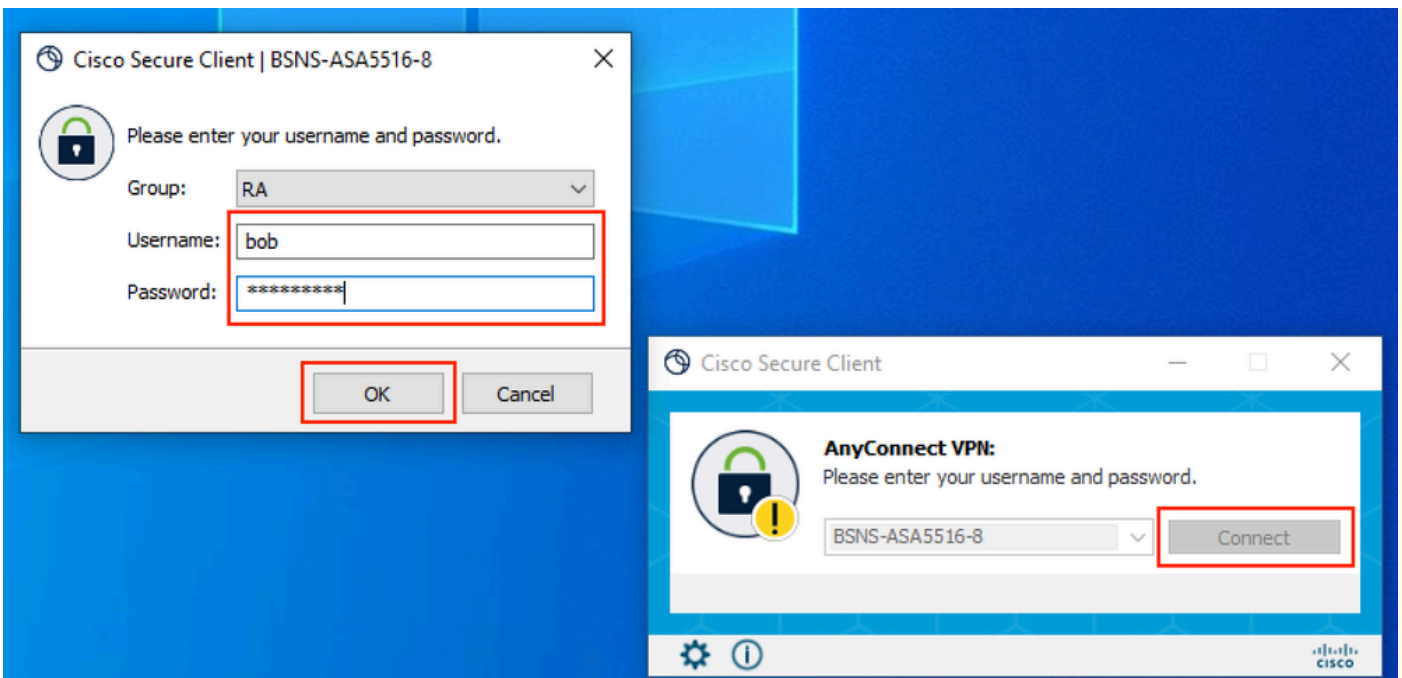 Cisco Secure Client | BSNS-ASA5516-8
Please enter your username and password.
Group: RA
Username: bob
Password: *********
OK Cancel
Cisco Secure Client
AnyConnect VPN:
Please enter your username and password.
BSNS-ASA5516-8 Connect
CISCO